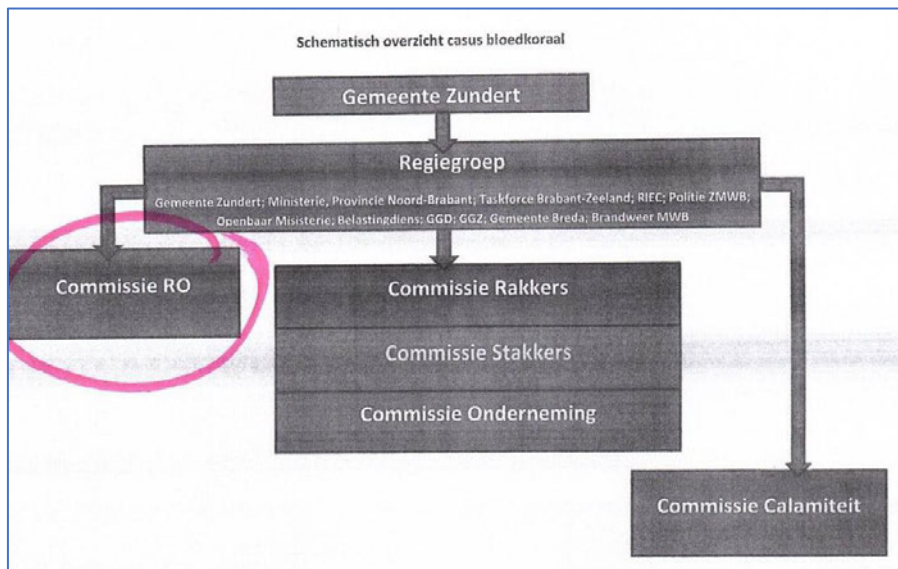 Schematisch overzicht casus bloedkoraal
Gemeente Zundert
Regiegroep
Gemeente Zundert; Ministerie, Provincie Noord-Brabant; Taskforce Brabant-Zeeland; RIEC; Politie ZMWB;
Openbaar Misisterie; Belastingdiens; GGD; GGZ; Gemeente Breda; Brandweer MWB
Commissie RO
Commissie Rakkers
Commissie Stakkers
Commissie Onderneming
Commissie Calamiteit